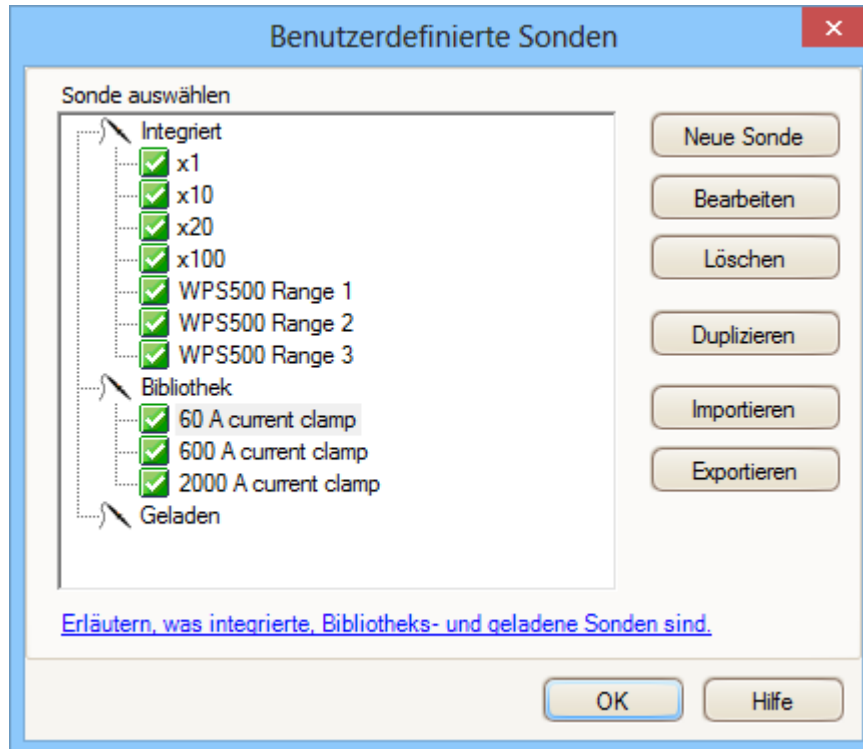 Benutzerdefinierte Sonden
Sonde auswählen
Integriert
x1
x10
x20
x100
WPS500 Range 1
WPS500 Range 2
WPS500 Range 3
Bibliothek
60 A current clamp
600 A current clamp
2000 A current clamp
Geladen
Neue Sonde
Bearbeiten
Löschen
Duplizieren
Importieren
Exportieren
Erläutern, was integrierte, Bibliotheks- und geladene Sonden sind.
OK
Hilfe